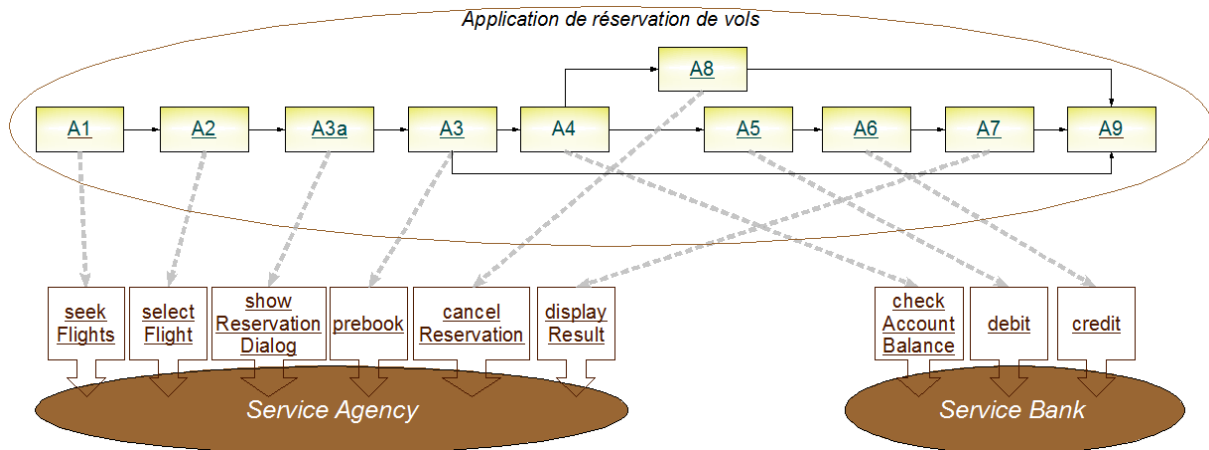 Application de réservation de vols
A8
A1
A2
A3a
A3
A4
A5
A6
A7
A9
seek
Flights
select
Flight
show
Reservation
Dialog
prebook
cancel
Reservation
display
Result
check
Account
Balance
debit
credit
Service Agency
Service Bank